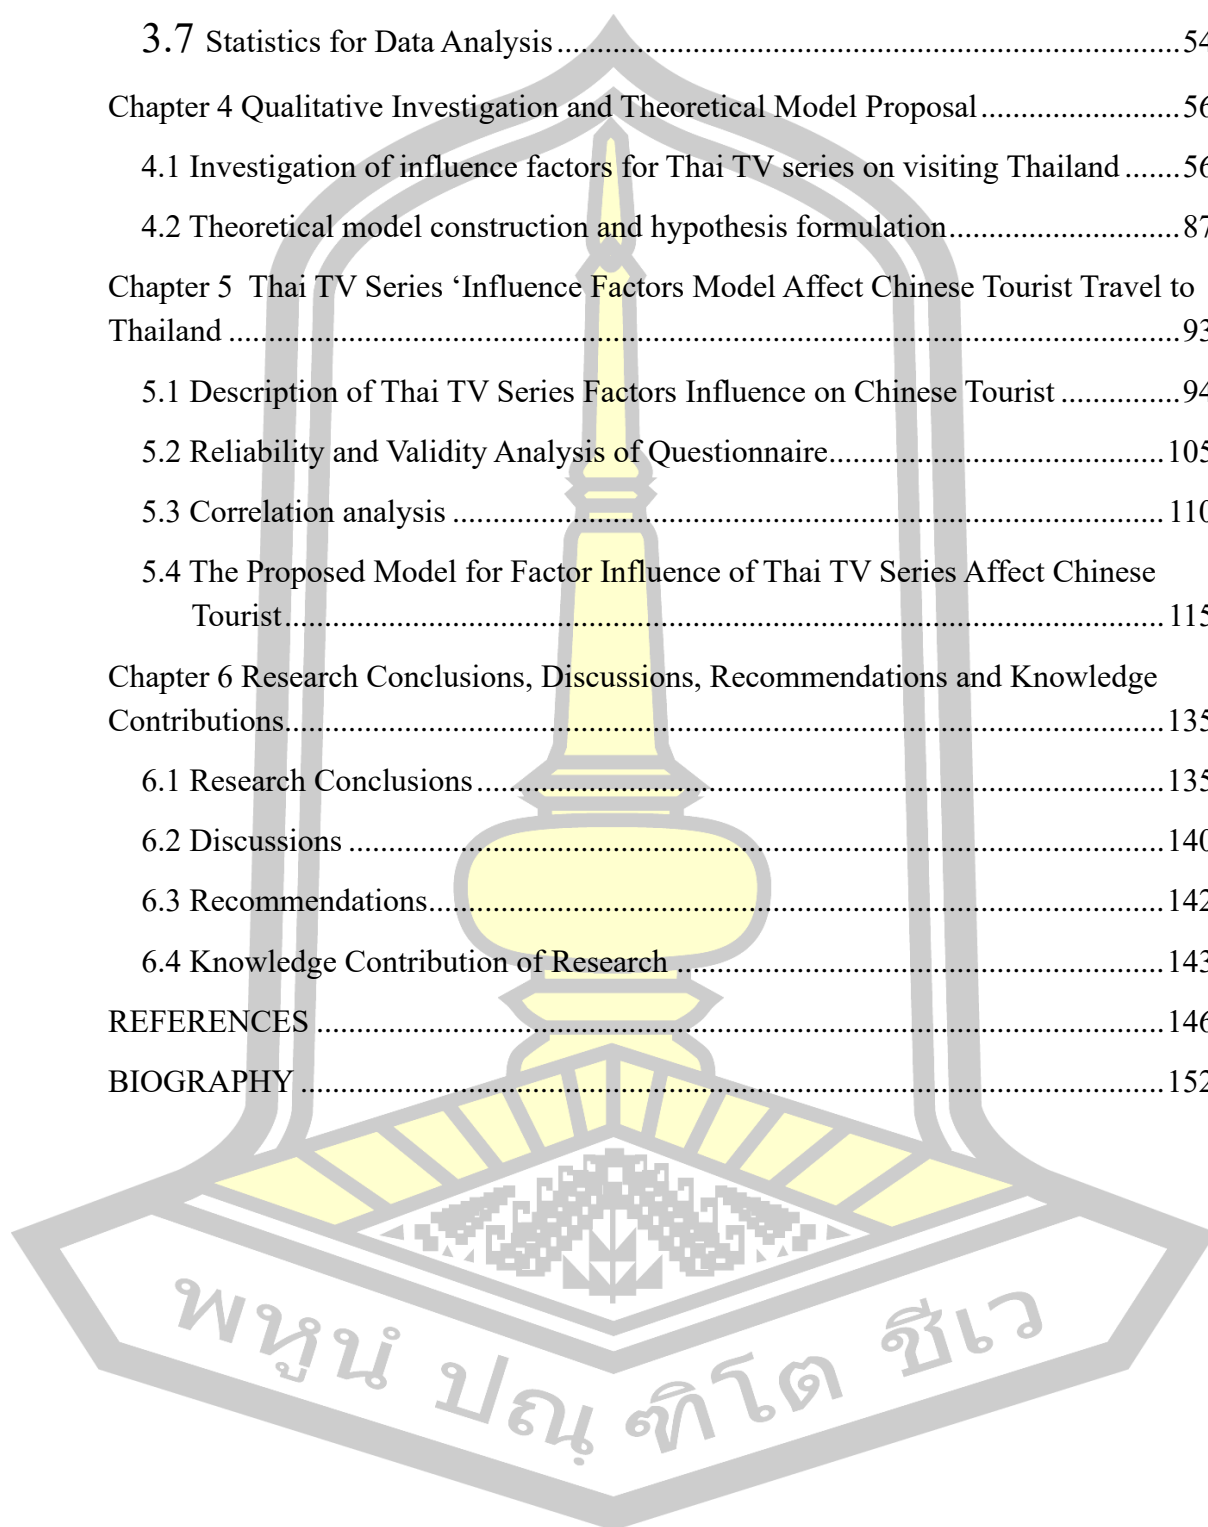 3.7 Statistics for Data Analysis....................................................................................54
Chapter 4 Qualitative Investigation and Theoretical Model Proposal......................56
4.1 Investigation of influence factors for Thai TV series on visiting Thailand.......56
4.2 Theoretical model construction and hypothesis formulation............................87
Chapter 5  Thai TV Series ‘Influence Factors Model Affect Chinese Tourist Travel to
Thailand....................................................................................................................93
5.1 Description of Thai TV Series Factors Influence on Chinese Tourist..............94
5.2 Reliability and Validity Analysis of Questionnaire.........................................105
5.3 Correlation analysis.........................................................................................110
5.4 The Proposed Model for Factor Influence of Thai TV Series Affect Chinese
Tourist.............................................................................................................115
Chapter 6 Research Conclusions, Discussions, Recommendations and Knowledge
Contributions...........................................................................................................135
6.1 Research Conclusions......................................................................................135
6.2 Discussions......................................................................................................140
6.3 Recommendations............................................................................................142
6.4 Knowledge Contribution of Research..............................................................143
REFERENCES........................................................................................................146
BIOGRAPHY..........................................................................................................152
พหูนํ ปณฺฑิโต ชีเว